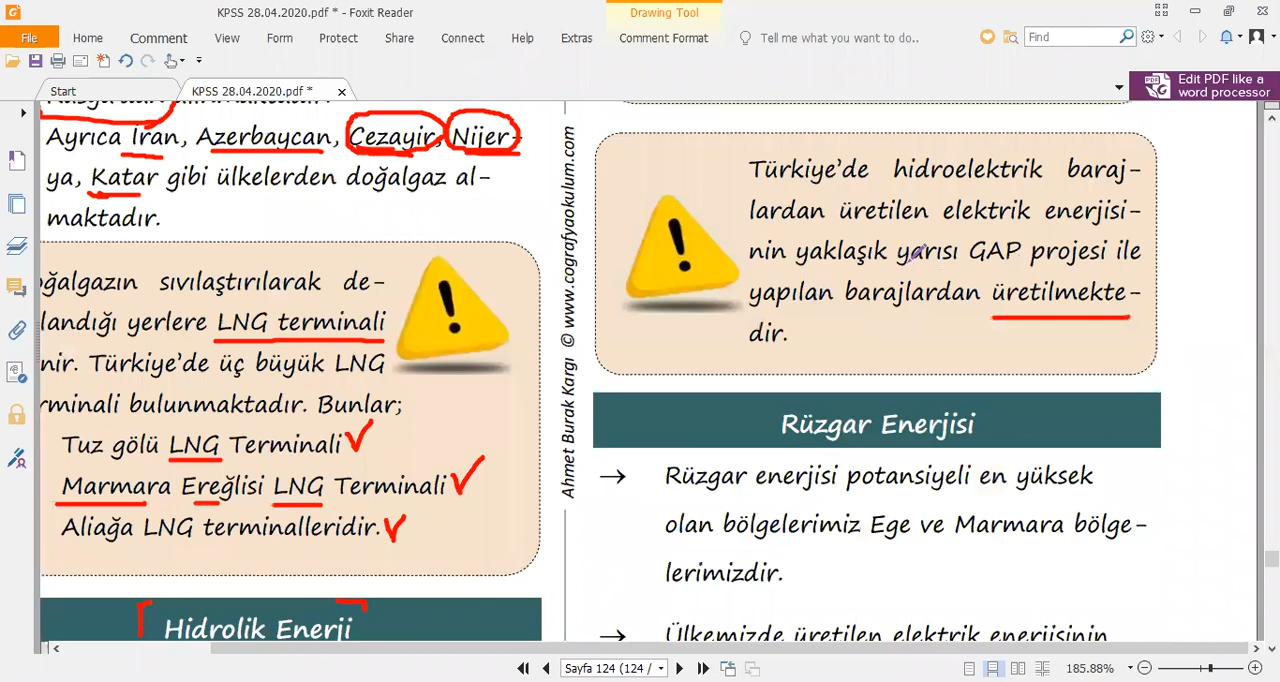 KPSS 28.04.2020.pdf * - Foxit Reader
Drawing Tool
File
Home
Comment
View
Form
Protect
Share
Connect
Help
Extras
Comment Format
Tell me what you want to do..
Find
Start
KPSS 28.04.2020.pdf *
Edit PDF like a
word processor
Ayrıca İran, Azerbaycan, Cezayir, Nijer-
ya, Katar gibi ülkelerden doğalgaz al-
maktadır.
oğalgazın sıvılaştırılarak de-
landığı yerlere LNG terminali
nir. Türkiye'de üç büyük LNG
rminali bulunmaktadır. Bunlar;
Tuz gölü LNG Terminali
Marmara Ereğlisi LNG Terminali
Aliağa LNG terminalleridir.
Hidrolik Enerji
Ahmet Burak Kargı © www.cografyaokulum.com
Türkiye'de hidroelektrik baraj-
lardan üretilen elektrik enerjisi-
nin yaklaşık yarısı GAP projesi ile
yapılan barajlardan üretilmekte-
dir.
Rüzgar Enerjisi
→ Rüzgar enerjisi potansiyeli en yüksek
olan bölgelerimiz Ege ve Marmara bölge-
lerimizdir.
→ Ülkemizde üretilen elektrik enerjisinin
Sayfa 124 (124 /
185.88%